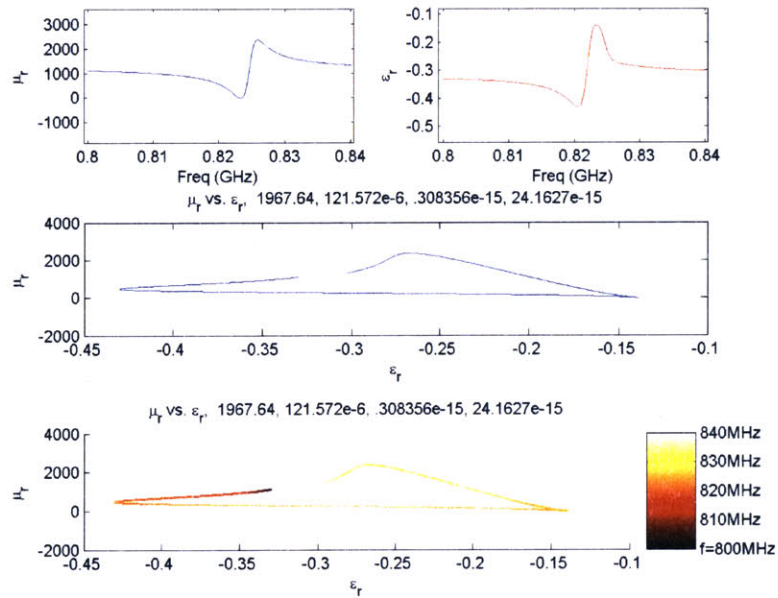 3000
2000
1000
0
-1000
μr
0.8
0.81
0.82
0.83
0.84
Freq (GHz)
-0.1
-0.2
-0.3
-0.4
-0.5
εr
0.8
0.81
0.82
0.83
0.84
Freq (GHz)
μr vs. εr, 1967.64, 121.572e-6, .308356e-15, 24.1627e-15
4000
2000
0
-2000
μr
-0.45
-0.4
-0.35
-0.3
-0.25
-0.2
-0.15
-0.1
εr
μr vs. εr, 1967.64, 121.572e-6, .308356e-15, 24.1627e-15
4000
2000
0
-2000
μr
-0.45
-0.4
-0.35
-0.3
-0.25
-0.2
-0.15
-0.1
εr
840MHz
830MHz
820MHz
810MHz
f=800MHz